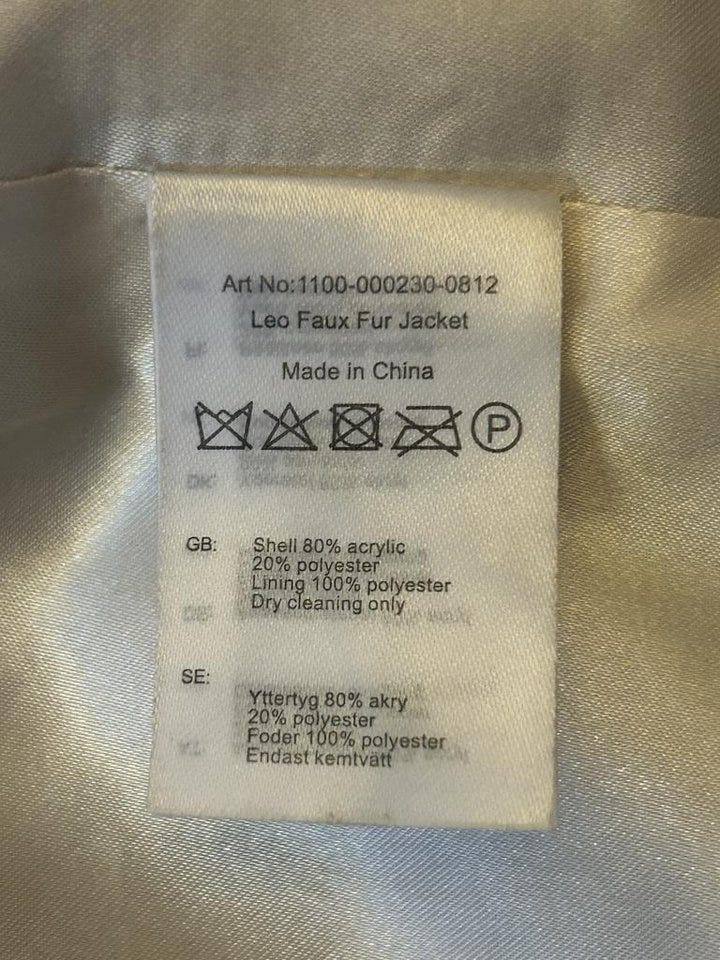 Art No:1100-000230-0812
Leo Faux Fur Jacket
Made in China
P
GB: Shell 80% acrylic
20% polyester
Lining 100% polyester
Dry cleaning only
SE:
Yttertyg 80% akry
20% polyester
Foder 100% polyester
Endast kemtvätt